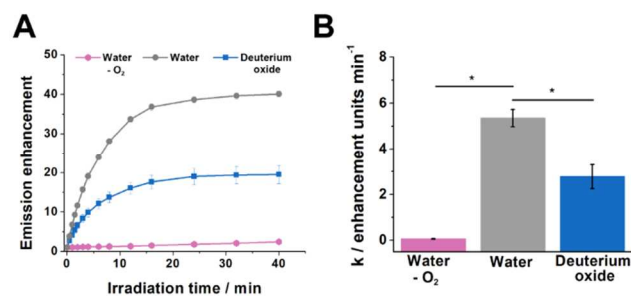 A
B
Water
- O₂
Water
Deuterium
oxide
Emission enhancement
50
40
30
20
10
0
0
10
20
30
40
Irradiation time / min
k / enhancement units min⁻¹
8
6
4
2
0
*
*
Water
- O₂
Water
Deuterium
oxide